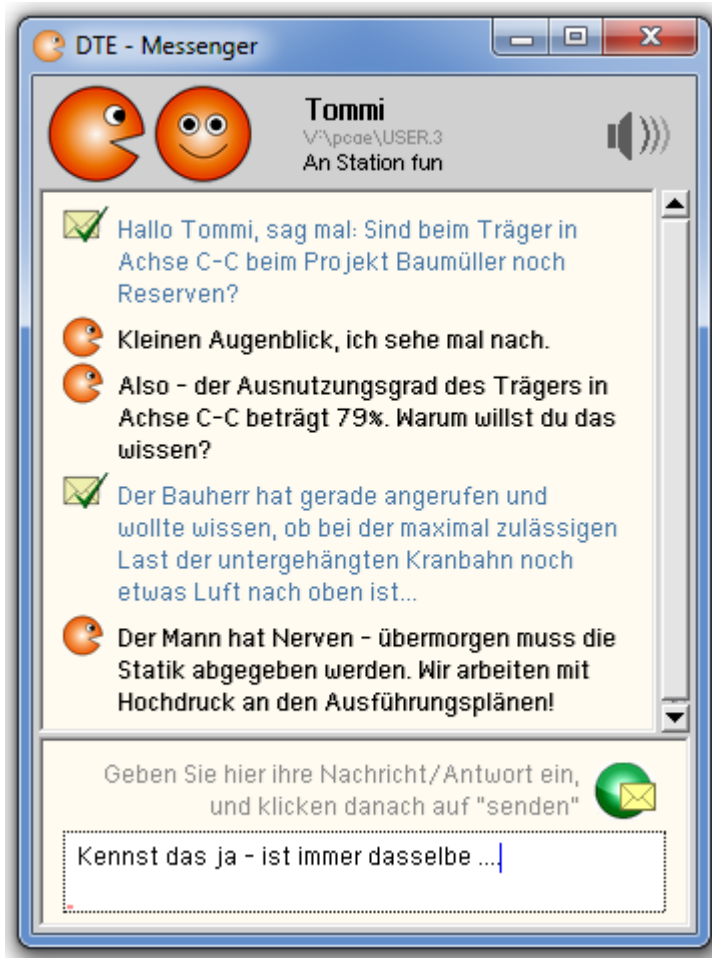 DTE - Messenger
Tommi
V:\pcae\USER.3
An Station fun
Hallo Tommi, sag mal: Sind beim Träger in
Achse C-C beim Projekt Baumüller noch
Reserven?
Kleinen Augenblick, ich sehe mal nach.
Also - der Ausnutzungsgrad des Trägers in
Achse C-C beträgt 79%. Warum willst du das
wissen?
Der Bauherr hat gerade angerufen und
wollte wissen, ob bei der maximal zulässigen
Last der untergehängten Kranbahn noch
etwas Luft nach oben ist...
Der Mann hat Nerven - übermorgen muss die
Statik abgegeben werden. Wir arbeiten mit
Hochdruck an den Ausführungsplänen!
Geben Sie hier ihre Nachricht/Antwort ein,
und klicken danach auf "senden"
Kennst das ja - ist immer dasselbe ....